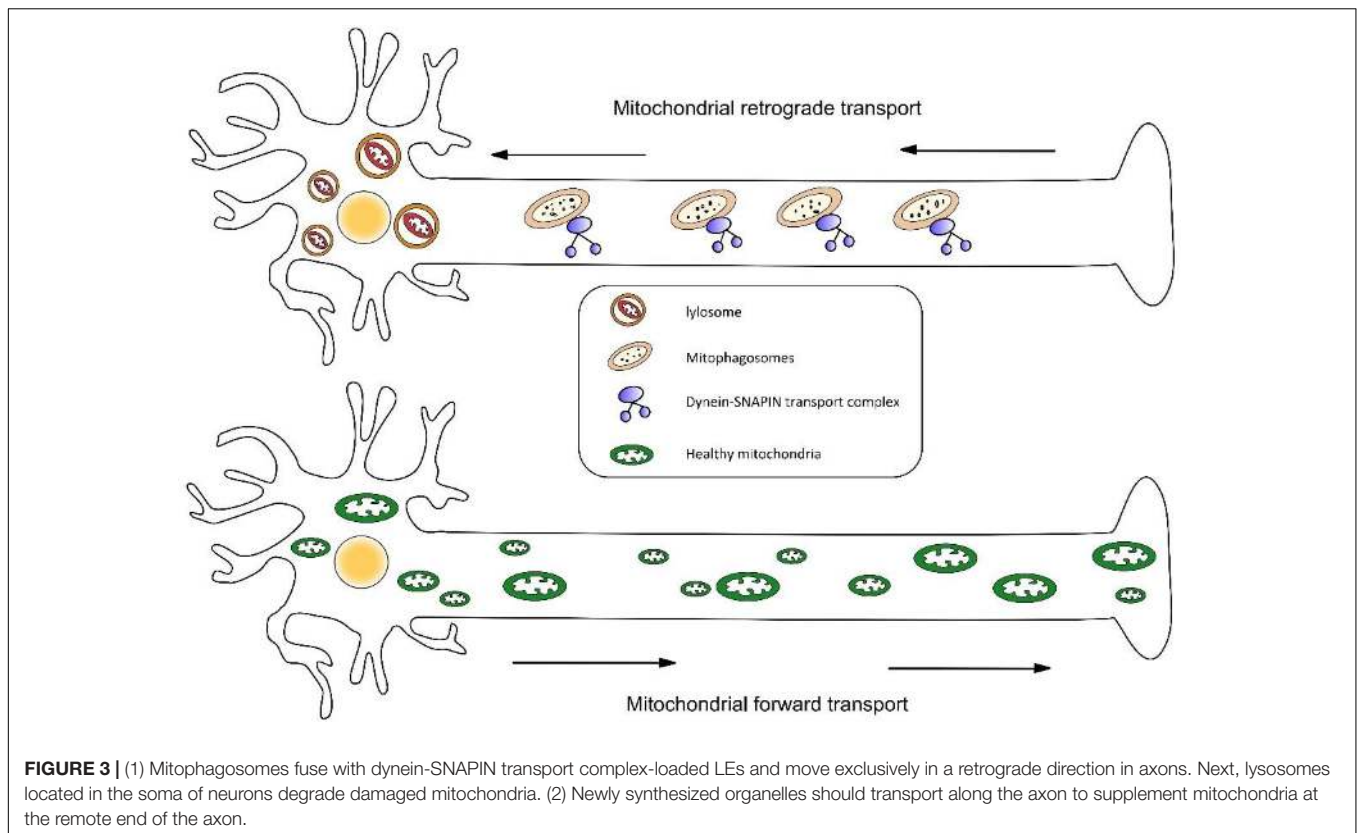 Mitochondrial retrograde transport
lylosome
Mitophagosomes
Dynein-SNAPIN transport complex
Healthy mitochondria
Mitochondrial forward transport
FIGURE 3 | (1) Mitophagosomes fuse with dynein-SNAPIN transport complex-loaded LEs and move exclusively in a retrograde direction in axons. Next, lysosomes
located in the soma of neurons degrade damaged mitochondria. (2) Newly synthesized organelles should transport along the axon to supplement mitochondria at
the remote end of the axon.